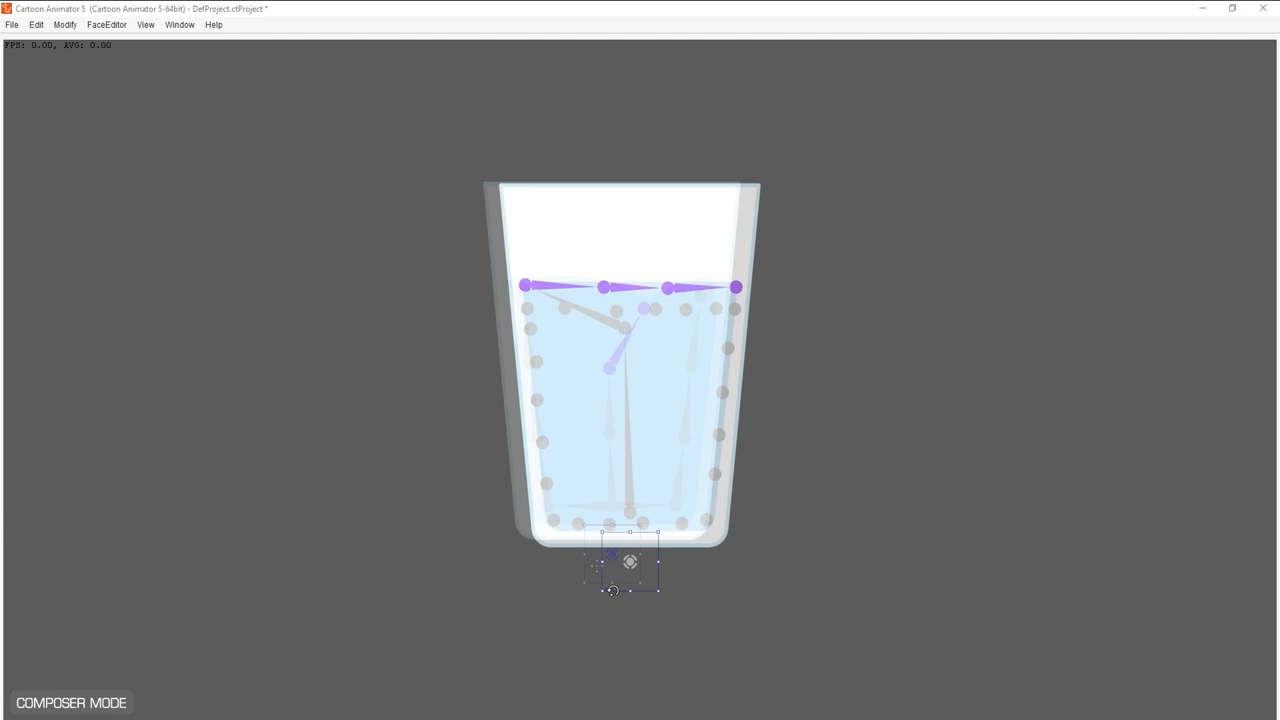 Cartoon Animator 5 (Cartoon Animator 5-64bit) - DefProject.ctProject *
File Edit Modify FaceEditor View Window Help
FPS: 0.00, AVG: 0.00
COMPOSER MODE